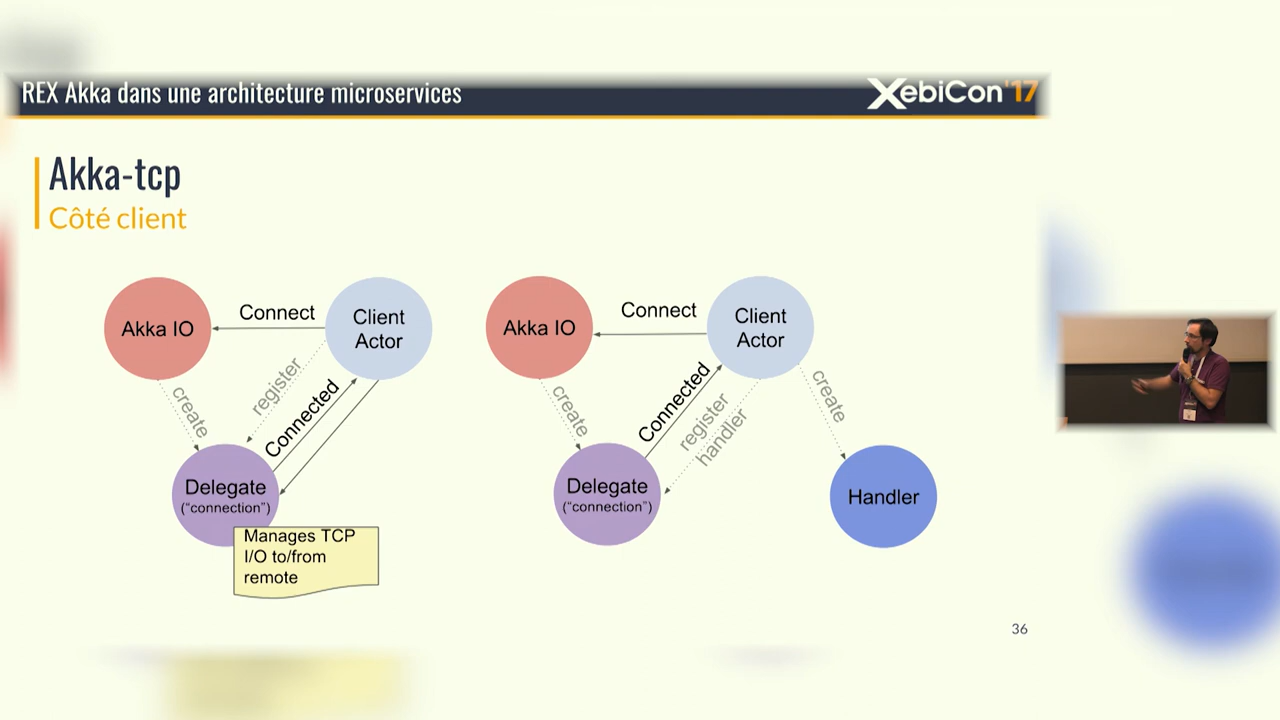 REX Akka dans une architecture microservices
XebiCon'17
Akka-tcp
Côté client
Akka IO
Connect
Client
Actor
create
register
Connected
Delegate
("connection")
Manages TCP
I/O to/from
remote
Akka IO
Connect
Client
Actor
create
Connected
register
handler
create
Delegate
("connection")
Handler
36